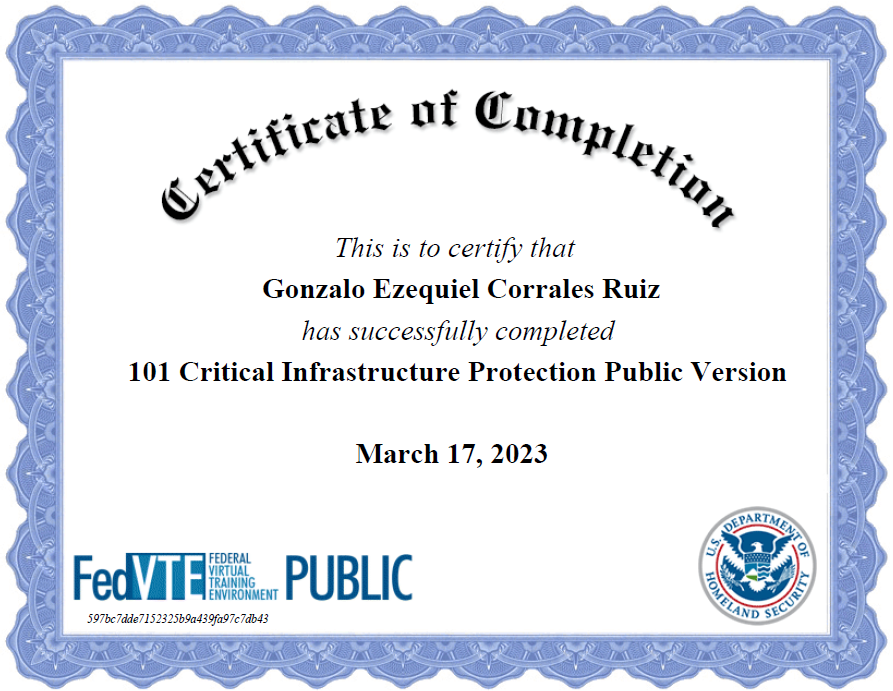 Certificate of Completion
This is to certify that
Gonzalo Ezequiel Corrales Ruiz
has successfully completed
101 Critical Infrastructure Protection Public Version
March 17, 2023
FedVTE FEDERAL VIRTUAL TRAINING ENVIRONMENT PUBLIC
597bc7dde7152325b9a439fa97c7db43
U.S. DEPARTMENT OF HOMELAND SECURITY